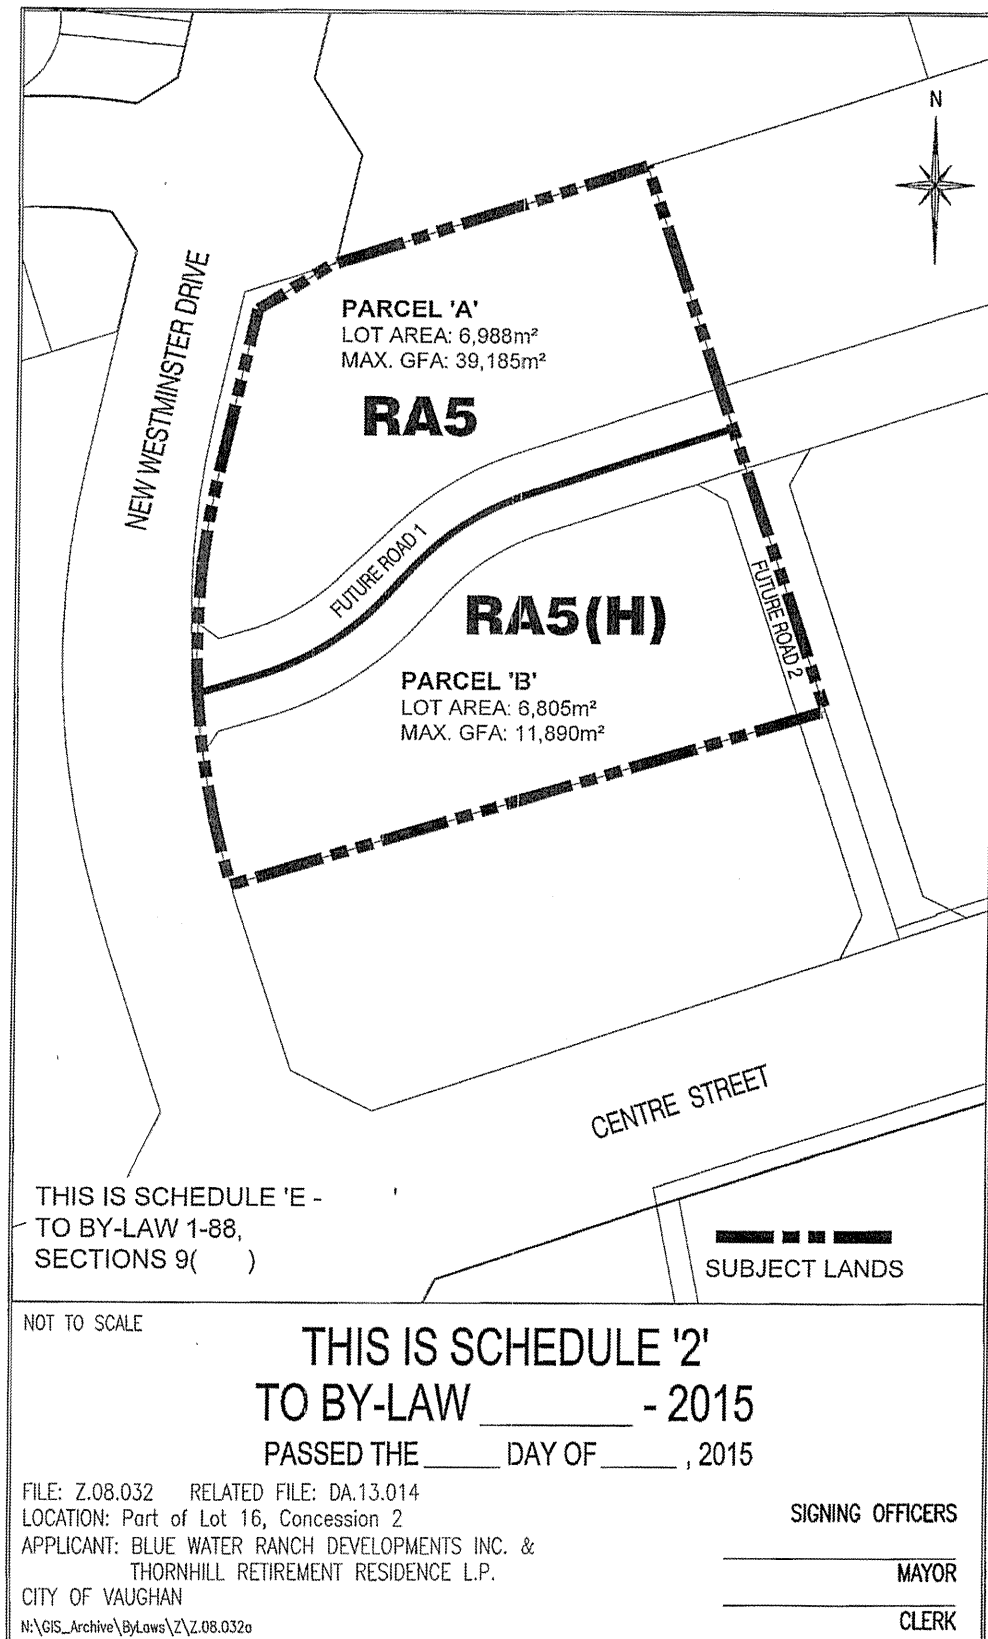 N
NEW WESTMINSTER DRIVE
PARCEL 'A'
LOT AREA: 6,988m²
MAX. GFA: 39,185m²
RA5
FUTURE ROAD 1
RA5(H)
FUTURE ROAD 2
PARCEL 'B'
LOT AREA: 6,805m²
MAX. GFA: 11,890m²
CENTRE STREET
THIS IS SCHEDULE 'E - '
TO BY-LAW 1-88,
SECTIONS 9( )
SUBJECT LANDS
NOT TO SCALE
THIS IS SCHEDULE '2'
TO BY-LAW ______ - 2015
PASSED THE _____ DAY OF _____ , 2015
FILE: Z.08.032 RELATED FILE: DA.13.014
LOCATION: Part of Lot 16, Concession 2
APPLICANT: BLUE WATER RANCH DEVELOPMENTS INC. &
THORNHILL RETIREMENT RESIDENCE L.P.
CITY OF VAUGHAN
N:\GIS_Archive\ByLaws\Z\Z.08.032a
SIGNING OFFICERS
MAYOR
CLERK